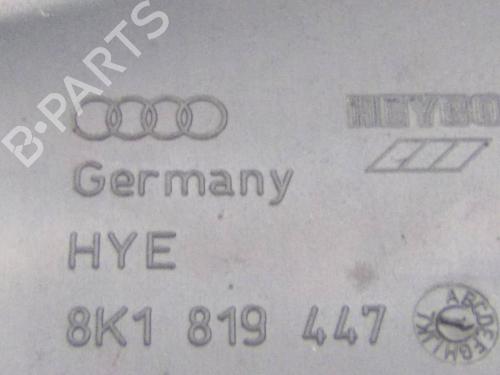 B-PARTS
HEYCO
Germany
HYE
8K1 819 447